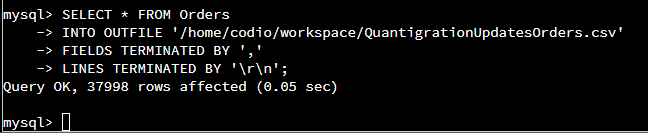 mysql> SELECT * FROM Orders
-> INTO OUTFILE '/home/codio/workspace/QuantigrationUpdatesOrders.csv'
-> FIELDS TERMINATED BY ','
-> LINES TERMINATED BY '\r\n';
Query OK, 37998 rows affected (0.05 sec)
mysql>